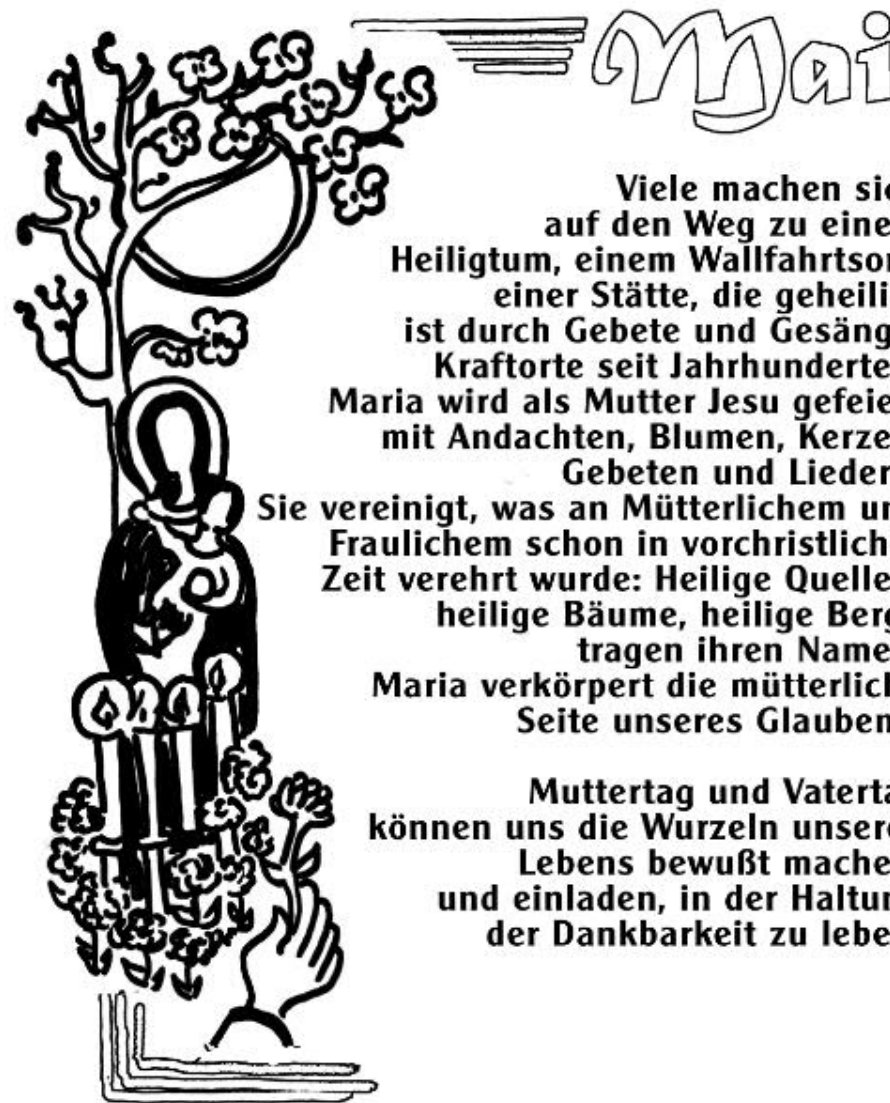 Mai
Viele machen sie
auf den Weg zu eine
Heiligtum, einem Wallfahrtsor
einer Stätte, die geheili
ist durch Gebete und Gesäng
Kraftorte seit Jahrhunderte
Maria wird als Mutter Jesu gefeie
mit Andachten, Blumen, Kerze
Gebeten und Lieder
Sie vereinigt, was an Mütterlichem un
Fraulichem schon in vorchristlich
Zeit verehrt wurde: Heilige Quelle
heilige Bäume, heilige Berg
tragen ihren Name
Maria verkörpert die mütterlich
Seite unseres Glauben
Muttertag und Vaterta
können uns die Wurzeln unsere
Lebens bewußt mache
und einladen, in der Haltun
der Dankbarkeit zu lebe